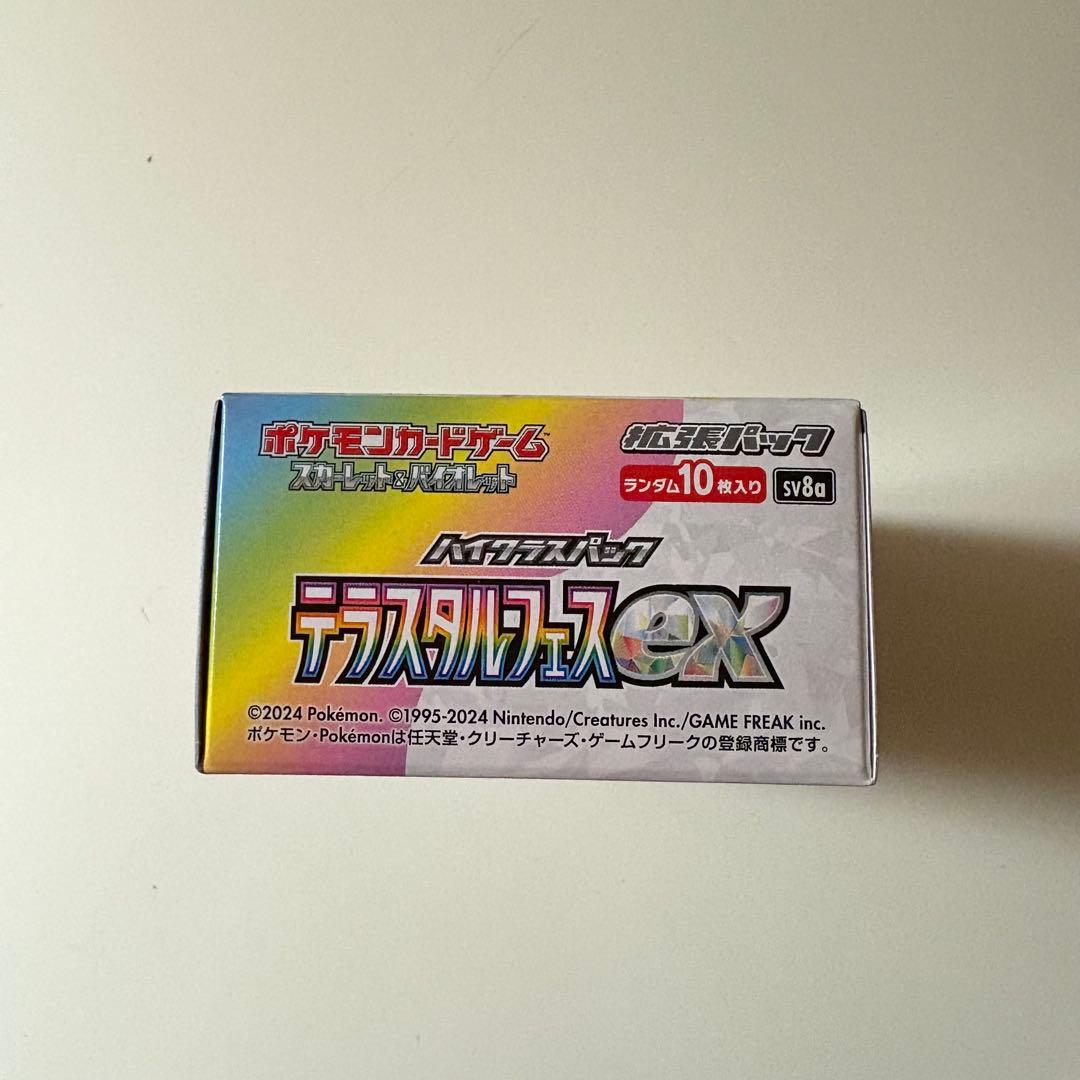 ポケモンカードゲーム™
スカーレット&バイオレット
拡張パック
ランダム10枚入り
SV8a
ハイクラスパック
テラスタルフェスex
©2024 Pokémon. ©1995-2024 Nintendo/Creatures Inc./GAME FREAK inc.
ポケモン・Pokémonは任天堂・クリーチャーズ・ゲームフリークの登録商標です。